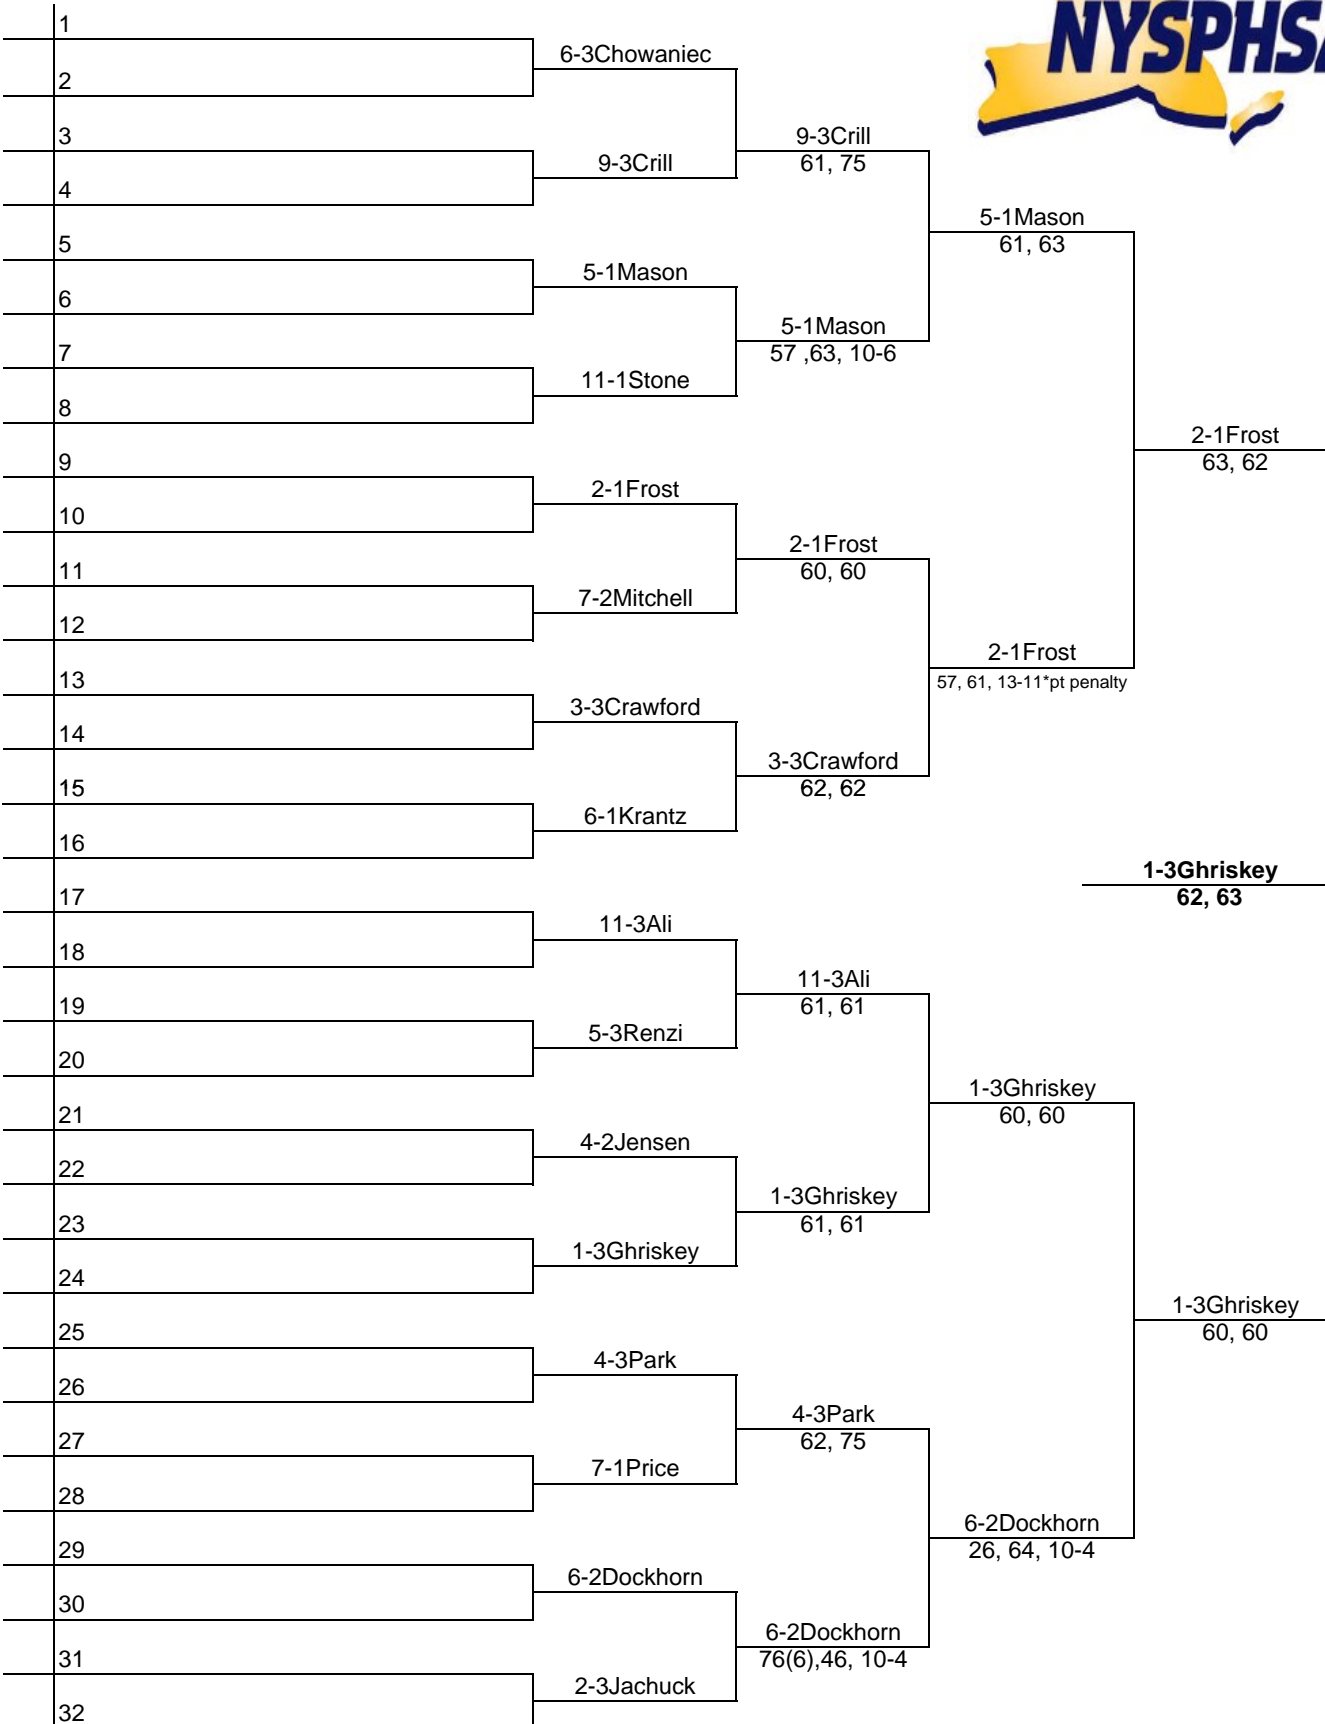 NYSPHSA
1
6-3Chowaniec
2
3
9-3Crill
9-3Crill
61, 75
4
5-1Mason
61, 63
5
5-1Mason
6
5-1Mason
57 ,63, 10-6
7
11-1Stone
8
2-1Frost
63, 62
9
2-1Frost
10
2-1Frost
60, 60
11
7-2Mitchell
12
2-1Frost
57, 61, 13-11*pt penalty
13
3-3Crawford
14
3-3Crawford
62, 62
15
6-1Krantz
16
1-3Ghriskey
62, 63
17
11-3Ali
18
11-3Ali
61, 61
19
5-3Renzi
20
1-3Ghriskey
60, 60
21
4-2Jensen
22
1-3Ghriskey
61, 61
23
1-3Ghriskey
24
1-3Ghriskey
60, 60
25
4-3Park
26
4-3Park
62, 75
27
7-1Price
28
6-2Dockhorn
26, 64, 10-4
29
6-2Dockhorn
30
6-2Dockhorn
76(6),46, 10-4
31
2-3Jachuck
32